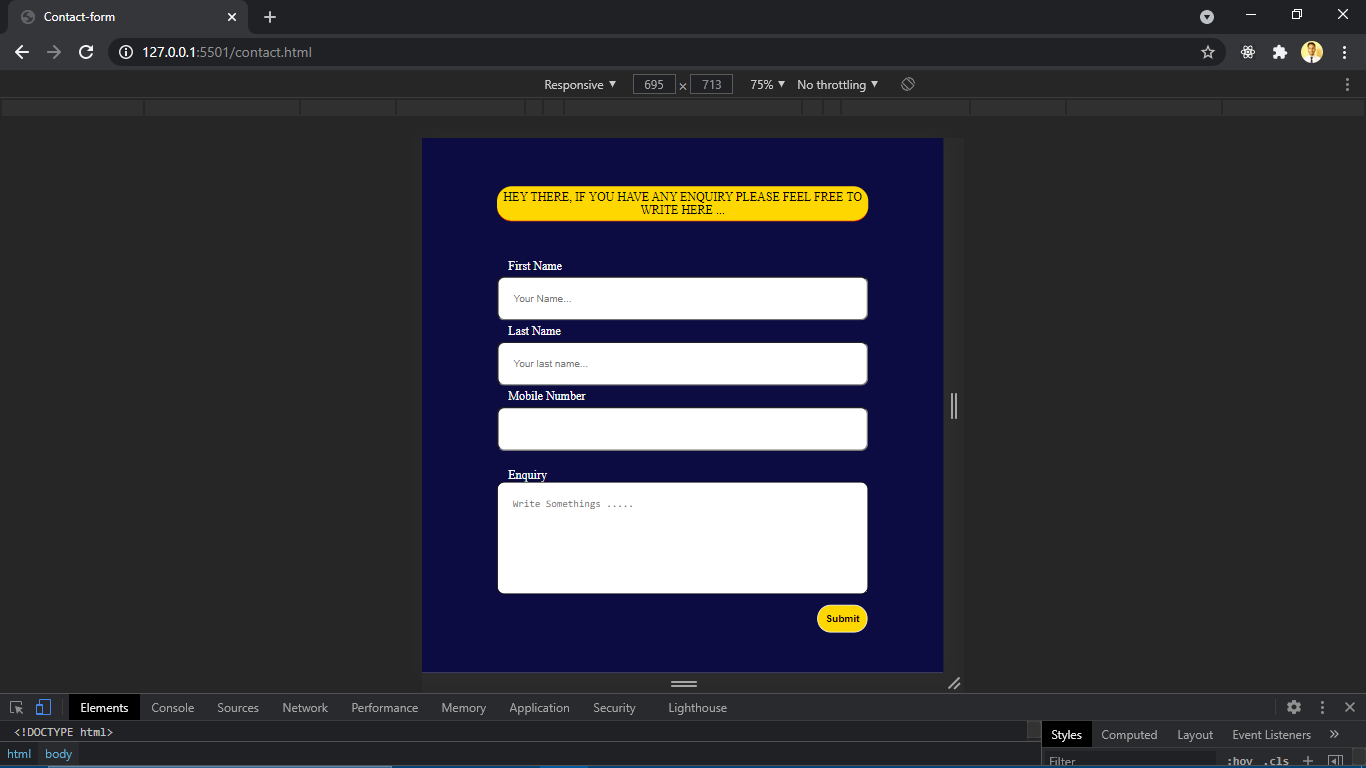 Contact-form
127.0.0.1:5501/contact.html
Responsive 695 × 713 75% No throttling
HEY THERE, IF YOU HAVE ANY ENQUIRY PLEASE FEEL FREE TO
WRITE HERE ...
First Name
Your Name...
Last Name
Your last name...
Mobile Number
Enquiry
Write Somethings .....
Submit
Elements Console Sources Network Performance Memory Application Security Lighthouse
<!DOCTYPE html>
html body
Styles Computed Layout Event Listeners »
Filter :hov .cls +